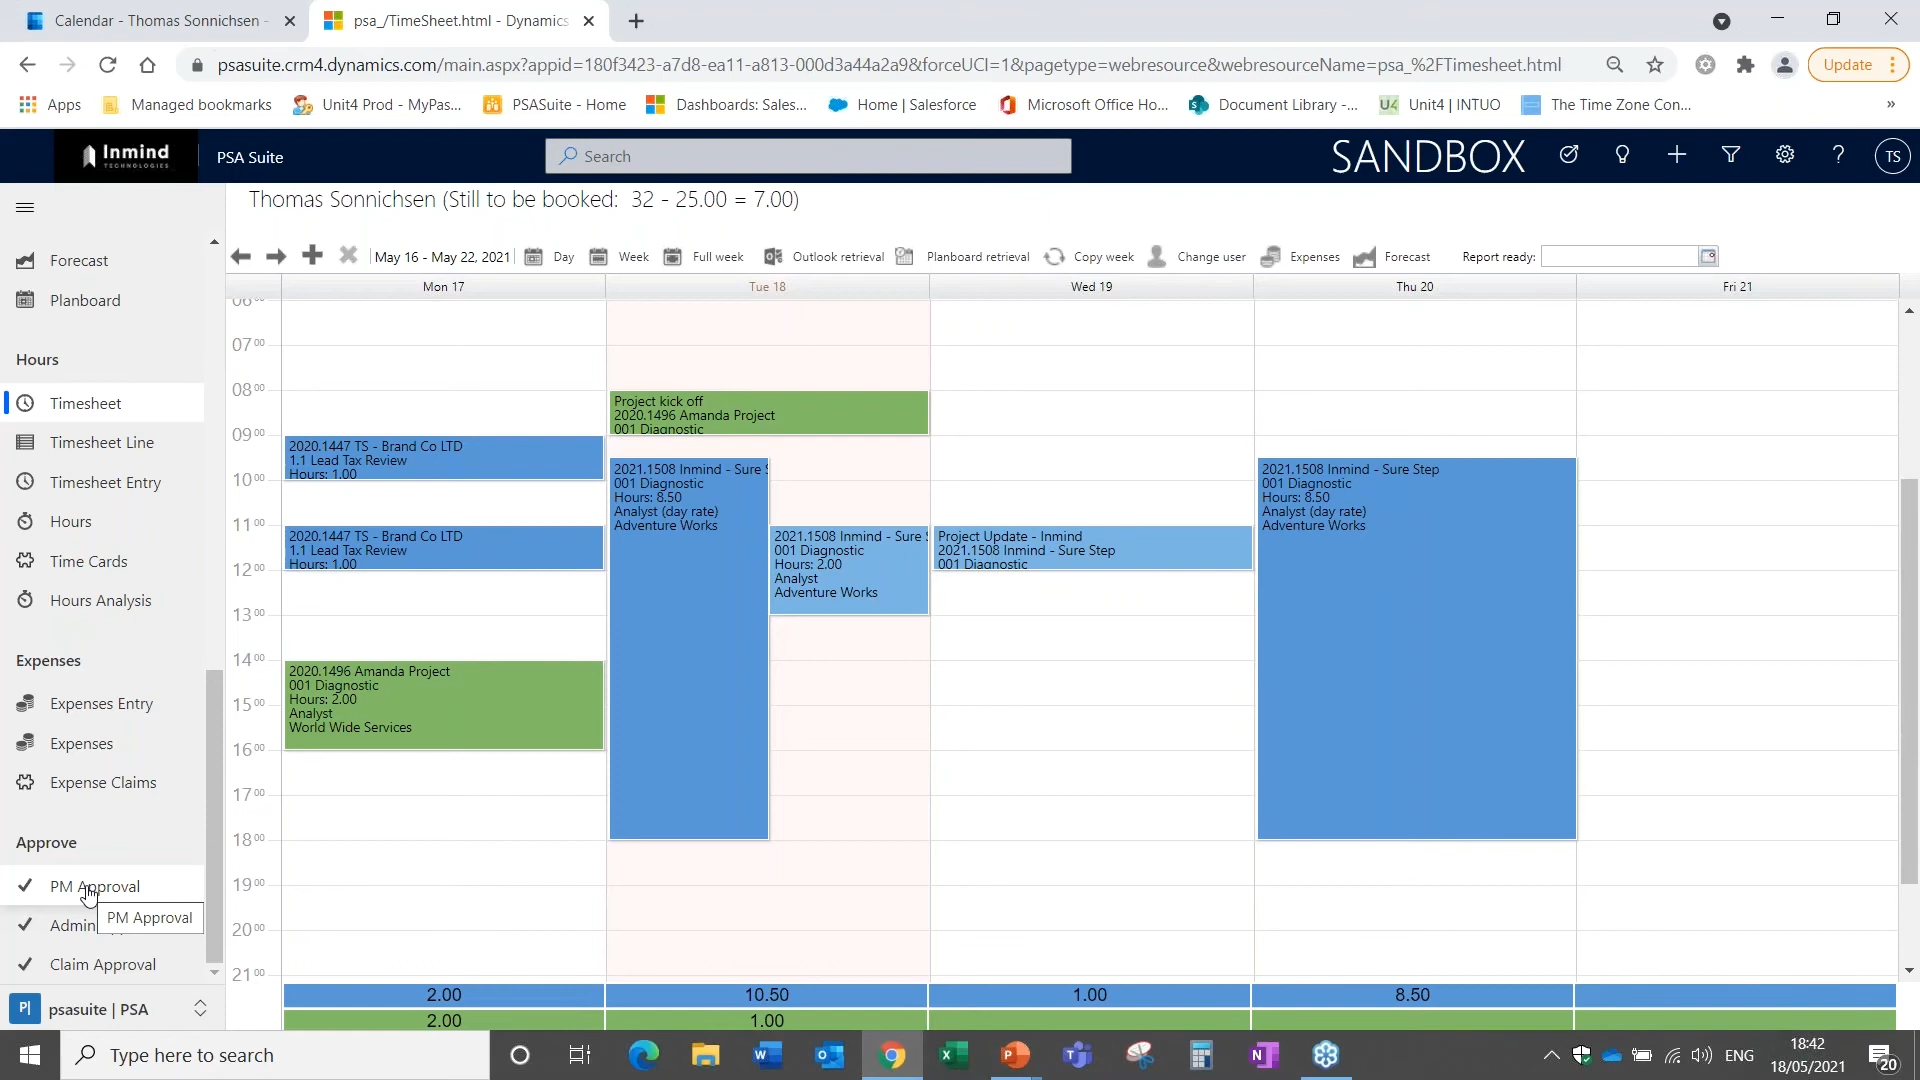 Calendar - Thomas Sonnichsen -
psa_/TimeSheet.html - Dynamics
psasuite.crm4.dynamics.com/main.aspx?appid=180f3423-a7d8-ea11-a813-000d3a44a2a9&forceUCI=1&pagetype=webresource&webresourceName=psa_%2FTimesheet.html
Update
Apps
Managed bookmarks
Unit4 Prod - MyPas...
PSASuite - Home
Dashboards: Sales...
Home | Salesforce
Microsoft Office Ho...
Document Library -...
U4 Unit4 | INTUO
The Time Zone Con...
»
Inmind
TECHNOLOGIES
PSA Suite
Search
SANDBOX
TS
Thomas Sonnichsen (Still to be booked: 32 - 25.00 = 7.00)
May 16 - May 22, 2021
Day
Week
Full week
Outlook retrieval
Planboard retrieval
Copy week
Change user
Expenses
Forecast
Report ready:
Forecast
Planboard
Hours
Timesheet
Timesheet Line
Timesheet Entry
Hours
Time Cards
Hours Analysis
Expenses
Expenses Entry
Expenses
Expense Claims
Approve
PM Approval
PM Approval
Admin
Claim Approval
PI psasuite | PSA
Mon 17
Tue 18
Wed 19
Thu 20
Fri 21
06 00
07 00
08 00
09 00
10 00
11 00
12 00
13 00
14 00
15 00
16 00
17 00
18 00
19 00
20 00
21 00
2020.1447 TS - Brand Co LTD
1.1 Lead Tax Review
Hours: 1.00
2020.1447 TS - Brand Co LTD
1.1 Lead Tax Review
Hours: 1.00
2020.1496 Amanda Project
001 Diagnostic
Hours: 2.00
Analyst
World Wide Services
Project kick off
2020.1496 Amanda Project
001 Diagnostic
2021.1508 Inmind - Sure S
001 Diagnostic
Hours: 8.50
Analyst (day rate)
Adventure Works
2021.1508 Inmind - Sure S
001 Diagnostic
Hours: 2.00
Analyst
Adventure Works
Project Update - Inmind
2021.1508 Inmind - Sure Step
001 Diagnostic
2021.1508 Inmind - Sure Step
001 Diagnostic
Hours: 8.50
Analyst (day rate)
Adventure Works
2.00
10.50
1.00
8.50
2.00
1.00
Type here to search
ENG
18:42
18/05/2021
20